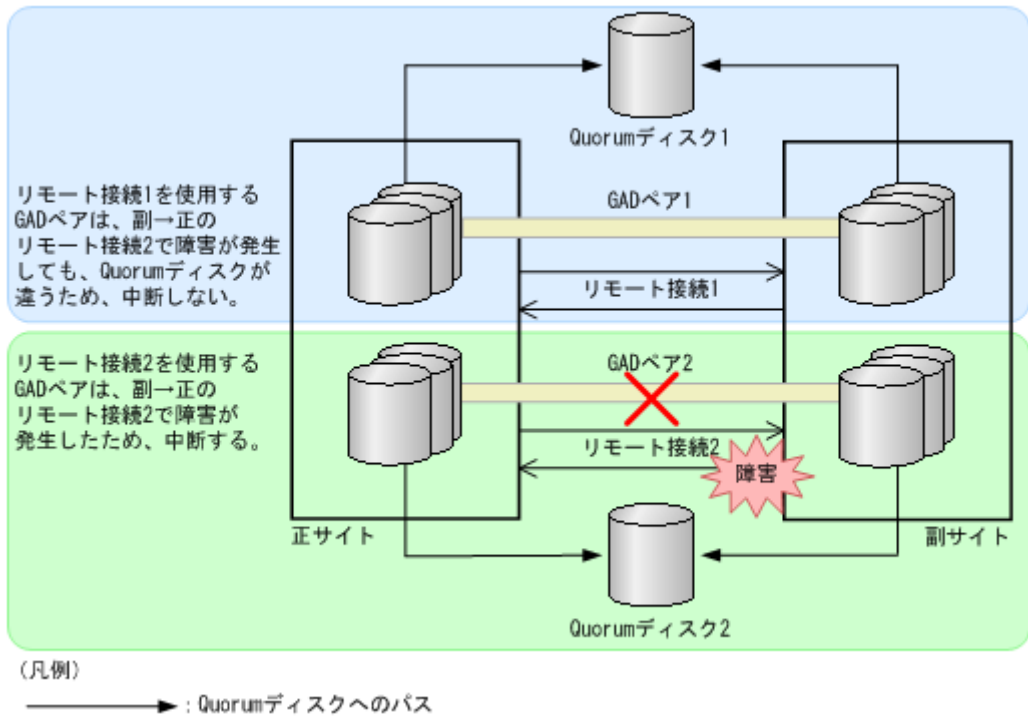 Quorumディスク1
リモート接続1を使用する
GADペアは、副→正の
リモート接続2で障害が発生
しても、Quorumディスクが
違うため、中断しない。
GADペア1
リモート接続1
リモート接続2を使用する
GADペアは、副→正の
リモート接続2で障害が
発生したため、中断する。
GADペア2
リモート接続2
障害
正サイト
副サイト
Quorumディスク2
(凡例)
:Quorumディスクへのパス